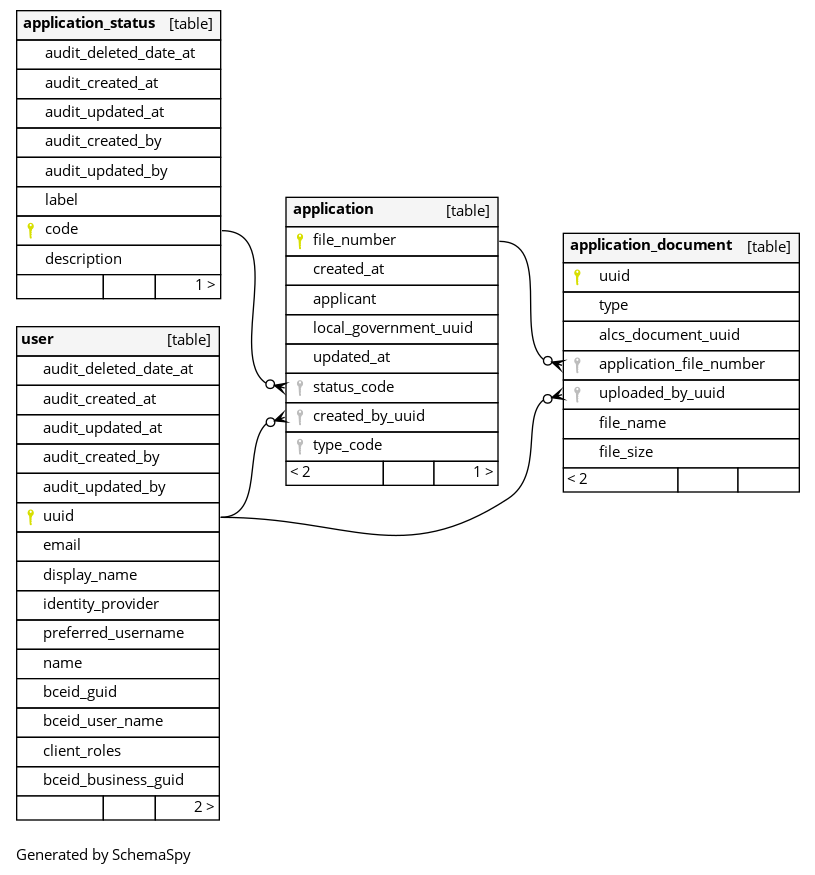 application_status [table]
audit_deleted_date_at
audit_created_at
audit_updated_at
audit_created_by
audit_updated_by
label
code
description
1 >
user [table]
audit_deleted_date_at
audit_created_at
audit_updated_at
audit_created_by
audit_updated_by
uuid
email
display_name
identity_provider
preferred_username
name
bceid_guid
bceid_user_name
client_roles
bceid_business_guid
2 >
application [table]
file_number
created_at
applicant
local_government_uuid
updated_at
status_code
created_by_uuid
type_code
< 2 1 >
application_document [table]
uuid
type
alcs_document_uuid
application_file_number
uploaded_by_uuid
file_name
file_size
< 2
Generated by SchemaSpy